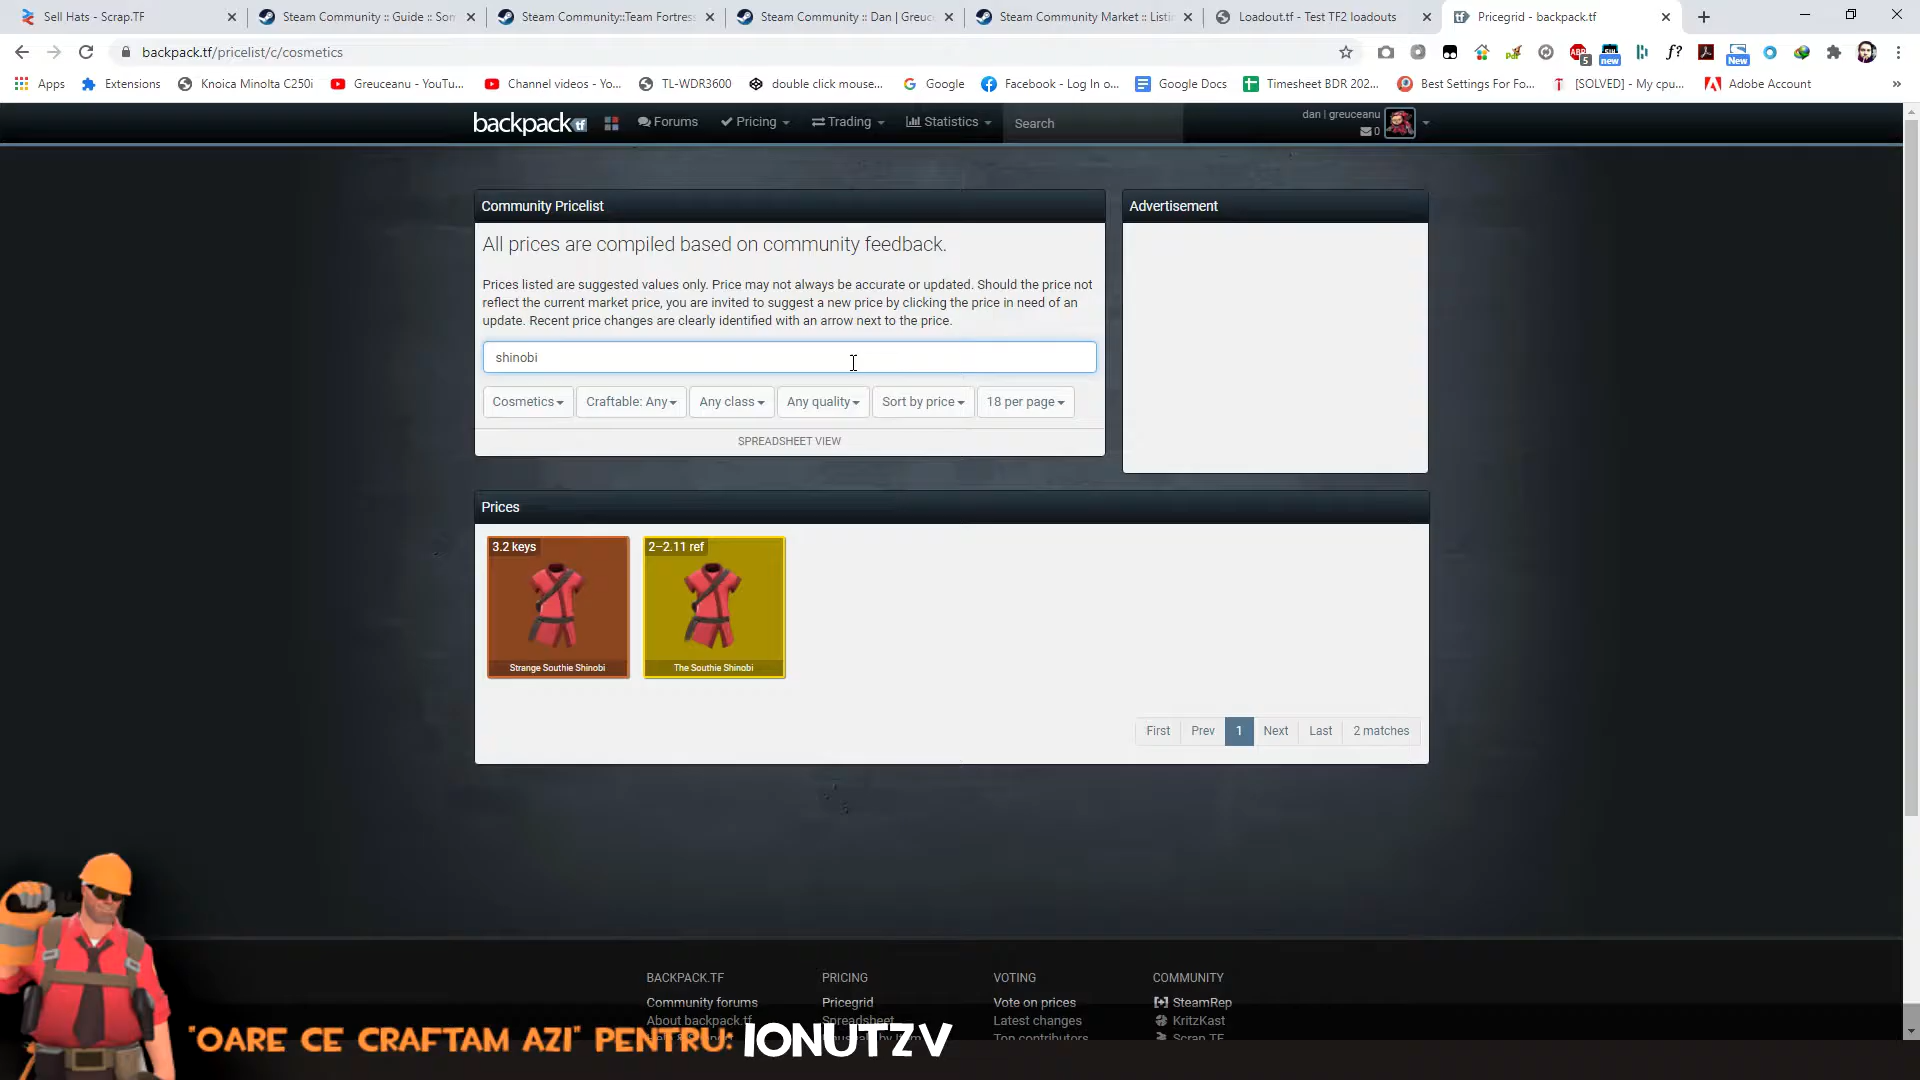 Sell Hats - Scrap.TF
Steam Community :: Guide :: Son
Steam Community::Team Fortress
Steam Community :: Dan | Greuc
Steam Community Market :: Listi
Loadout.tf - Test TF2 loadouts
Pricegrid - backpack.tf
backpack.tf/pricelist/c/cosmetics
Apps
Extensions
Knoica Minolta C250i
Greuceanu - YouTu...
Channel videos - Yo...
TL-WDR3600
double click mouse...
Google
Facebook - Log In o...
Google Docs
Timesheet BDR 202...
Best Settings For Fo...
[SOLVED] - My cpu...
Adobe Account
backpack tf
Forums
Pricing
Trading
Statistics
Search
dan | greuceanu
0
Community Pricelist
All prices are compiled based on community feedback.
Prices listed are suggested values only. Price may not always be accurate or updated. Should the price not
reflect the current market price, you are invited to suggest a new price by clicking the price in need of an
update. Recent price changes are clearly identified with an arrow next to the price.
shinobi
Cosmetics
Craftable: Any
Any class
Any quality
Sort by price
18 per page
SPREADSHEET VIEW
Advertisement
Prices
3.2 keys
Strange Southie Shinobi
2–2.11 ref
The Southie Shinobi
First
Prev
1
Next
Last
2 matches
BACKPACK.TF
Community forums
About backpack.tf
PRICING
Pricegrid
Spreadsheet
VOTING
Vote on prices
Latest changes
Top contributors
COMMUNITY
SteamRep
KritzKast
Scrap.TF
"OARE CE CRAFTAM AZI" PENTRU: IONUTZV